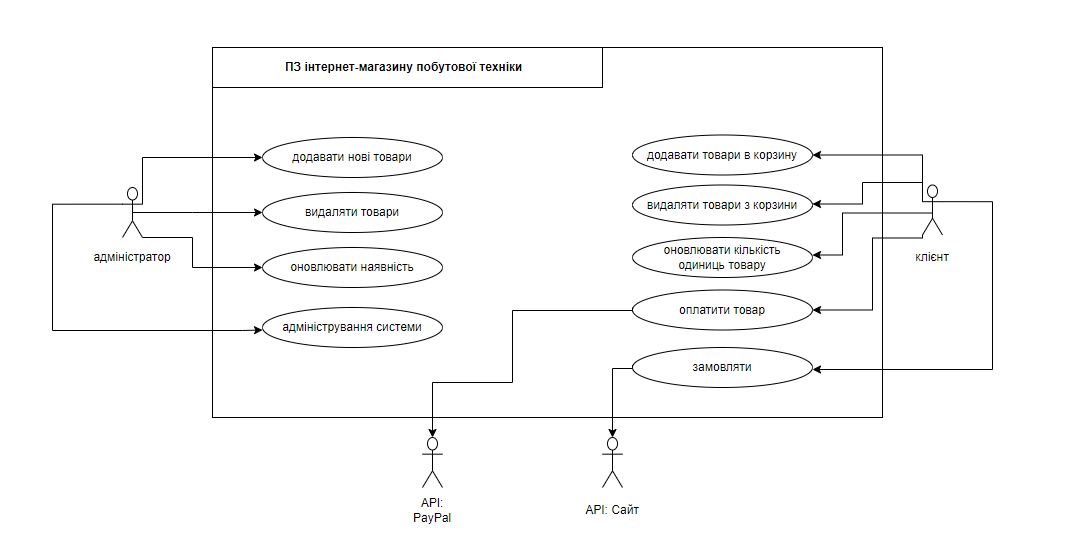 ПЗ інтернет-магазину побутової техніки
додавати нові товари
видаляти товари
оновлювати наявність
адміністрування системи
адміністратор
додавати товари в корзину
видаляти товари з корзини
оновлювати кількість
одиниць товару
оплатити товар
замовляти
клієнт
API:
PayPal
API: Сайт